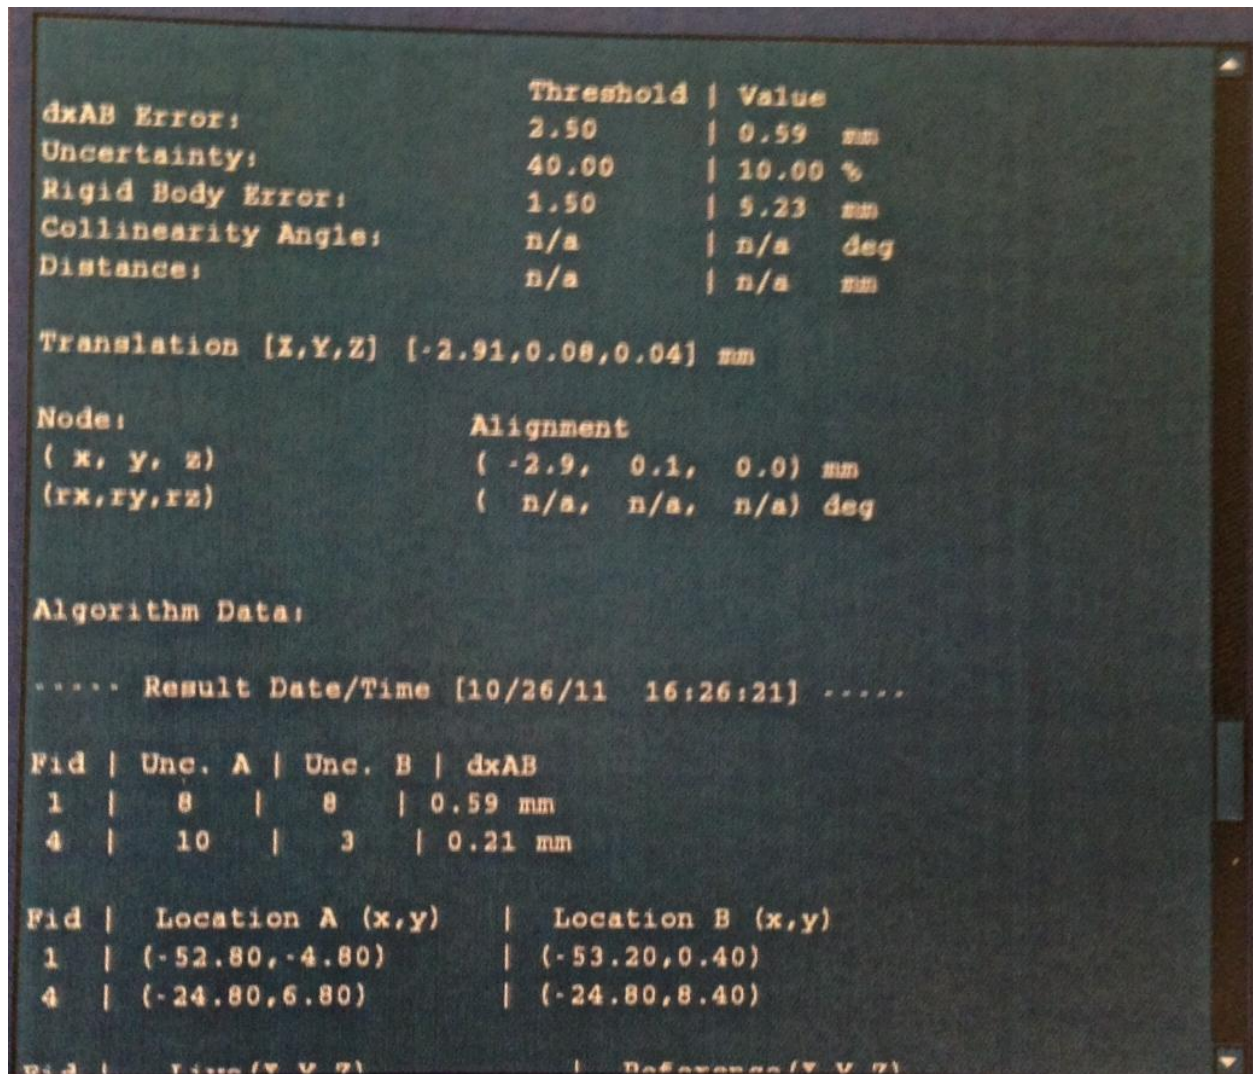 Threshold | Value
dxAB Error: 2.50 | 0.59 mm
Uncertainty: 40.00 | 10.00 %
Rigid Body Error: 1.50 | 5.23 mm
Collinearity Angle: n/a | n/a deg
Distance: n/a | n/a mm
Translation [X,Y,Z] [-2.91,0.08,0.04] mm
Node: Alignment
( x, y, z) ( -2.9, 0.1, 0.0) mm
(rx,ry,rz) ( n/a, n/a, n/a) deg
Algorithm Data:
----- Result Date/Time [10/26/11 16:26:21] -----
Fid | Unc. A | Unc. B | dxAB
1 | 8 | 8 | 0.59 mm
4 | 10 | 3 | 0.21 mm
Fid | Location A (x,y) | Location B (x,y)
1 | (-52.80,-4.80) | (-53.20,0.40)
4 | (-24.80,6.80) | (-24.80,8.40)
Fid | Live(X,Y,Z) | Reference(X,Y,Z)